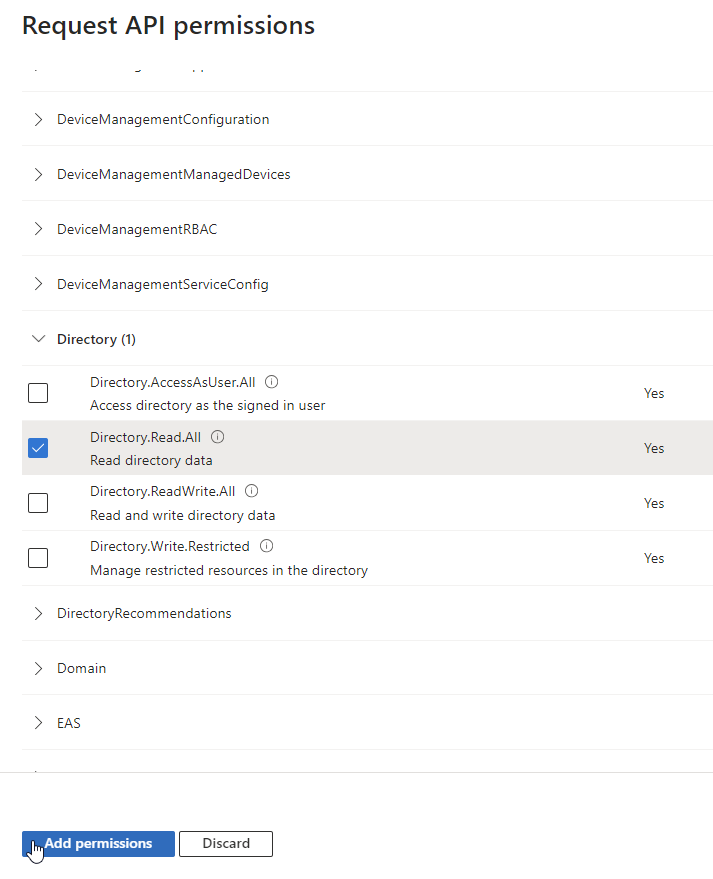 Request API permissions
DeviceManagementConfiguration
DeviceManagementManagedDevices
DeviceManagementRBAC
DeviceManagementServiceConfig
Directory (1)
Directory.AccessAsUser.All
Access directory as the signed in user
Yes
Directory.Read.All
Read directory data
Yes
Directory.ReadWrite.All
Read and write directory data
Yes
Directory.Write.Restricted
Manage restricted resources in the directory
Yes
DirectoryRecommendations
Domain
EAS
Add permissions
Discard